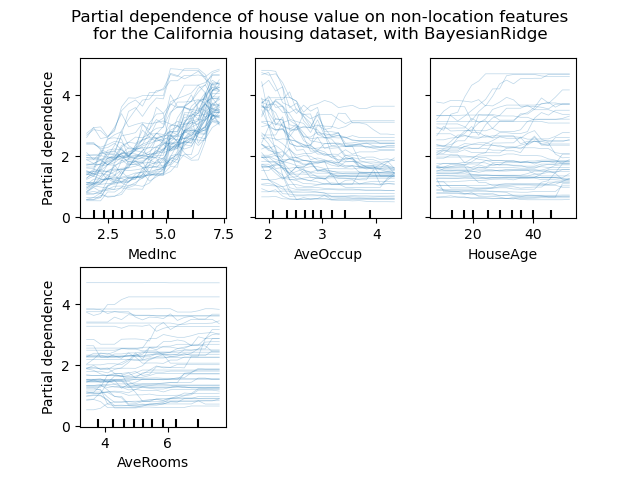 Partial dependence of house value on non-location features
for the California housing dataset, with BayesianRidge
Partial dependence
4
2
0
2.5 5.0 7.5
MedInc
2 3 4
AveOccup
20 40
HouseAge
Partial dependence
4
2
0
4 6
AveRooms